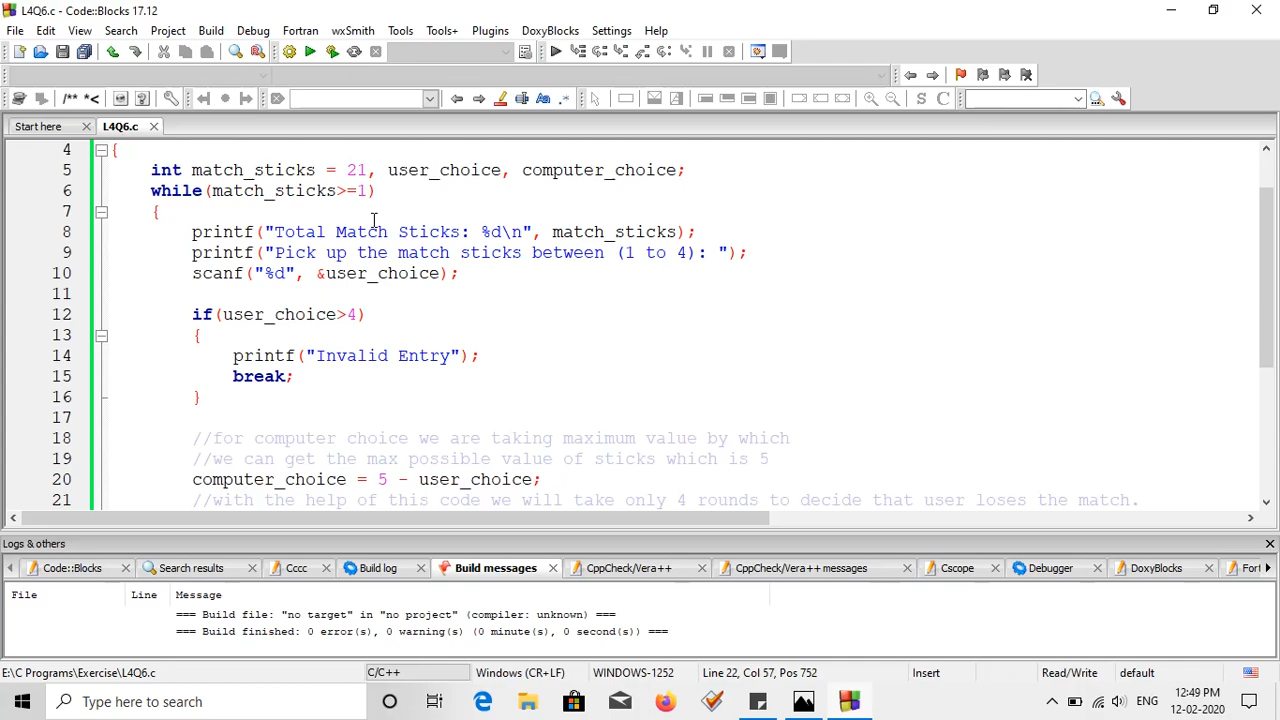 L4Q6.c - Code::Blocks 17.12
File Edit View Search Project Build Debug Fortran wxSmith Tools Tools+ Plugins DoxyBlocks Settings Help
/** *<
S C
Start here L4Q6.c
4 {
5 int match_sticks = 21, user_choice, computer_choice;
6 while(match_sticks>=1)
7 {
8 printf("Total Match Sticks: %d\n", match_sticks);
9 printf("Pick up the match sticks between (1 to 4): ");
10 scanf("%d", &user_choice);
11
12 if(user_choice>4)
13 {
14 printf("Invalid Entry");
15 break;
16 }
17
18 //for computer choice we are taking maximum value by which
19 //we can get the max possible value of sticks which is 5
20 computer_choice = 5 - user_choice;
21 //with the help of this code we will take only 4 rounds to decide that user loses the match.
Logs & others
Code::Blocks Search results Cccc Build log Build messages CppCheck/Vera++ CppCheck/Vera++ messages Cscope Debugger DoxyBlocks For
File Line Message
=== Build file: "no target" in "no project" (compiler: unknown) ===
=== Build finished: 0 error(s), 0 warning(s) (0 minute(s), 0 second(s)) ===
E:\C Programs\Exercise\L4Q6.c C/C++ Windows (CR+LF) WINDOWS-1252 Line 22, Col 57, Pos 752 Insert Read/Write default
Type here to search ENG 12:49 PM
12-02-2020